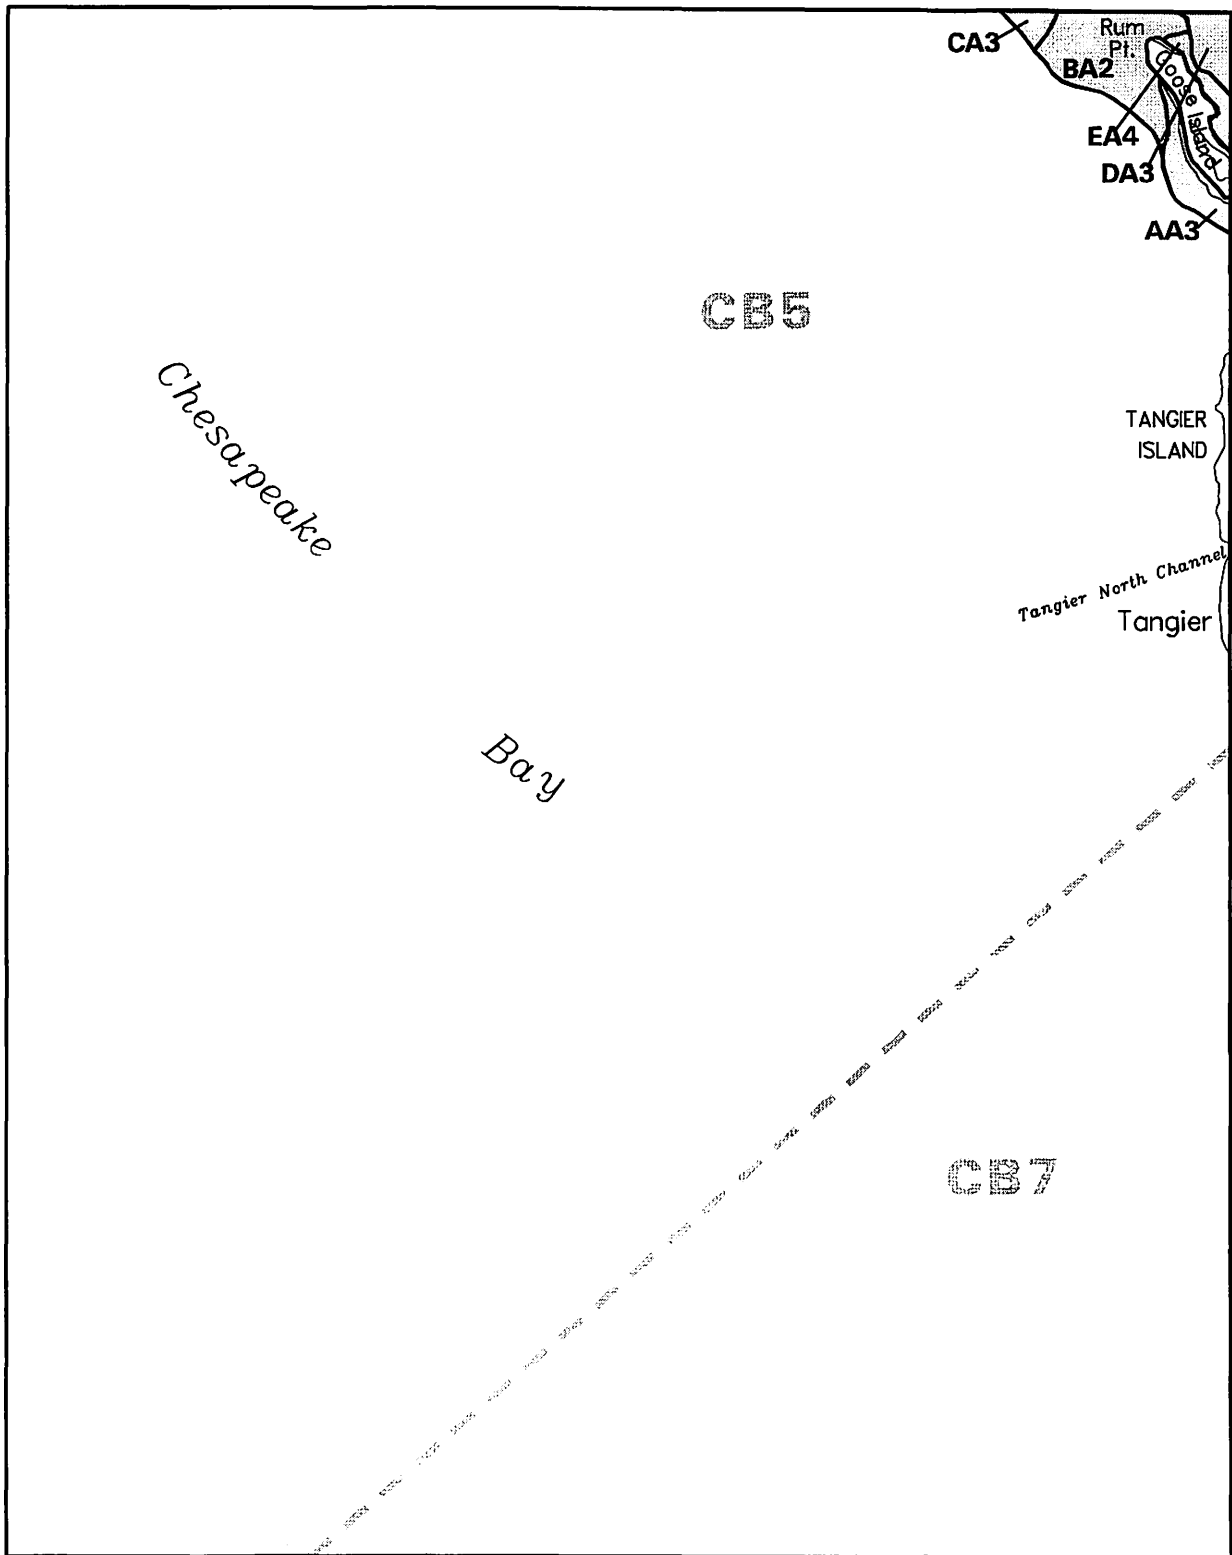 CA3
Rum
Pt.
BA2
Goose Island
EA4
DA3
AA3
CB5
Chesapeake
TANGIER
ISLAND
Tangier North Channel
Tangier
Bay
CB7